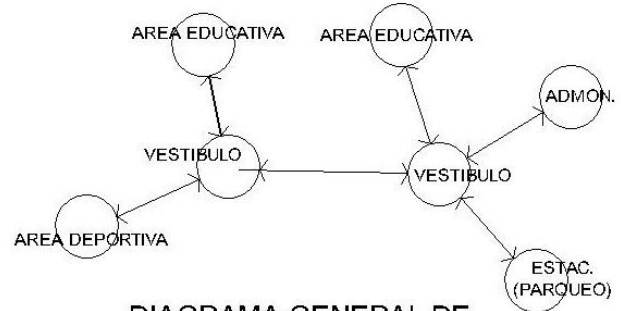 AREA EDUCATIVA
AREA EDUCATIVA
ADMON.
VESTIBULO
VESTIBULO
AREA DEPORTIVA
ESTAC.
(PARQUEO)
DIAGRAMA GENERAL DE